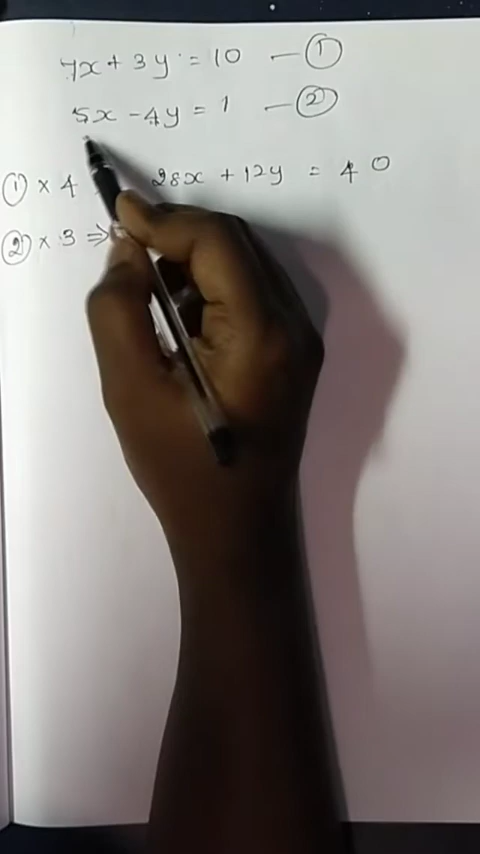 7x + 3y = 10 — ①
5x - 4y = 1 — ②
① × 4 28x + 12y = 40
② × 3 ⇒